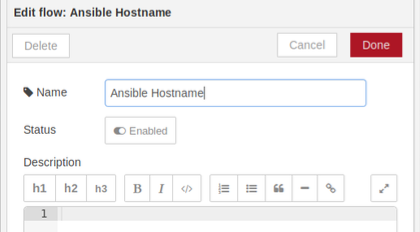 Edit flow: Ansible Hostname
Delete
Cancel
Done
Name
Ansible Hostname
Status
Enabled
Description
h1 h2 h3 B I </>
1